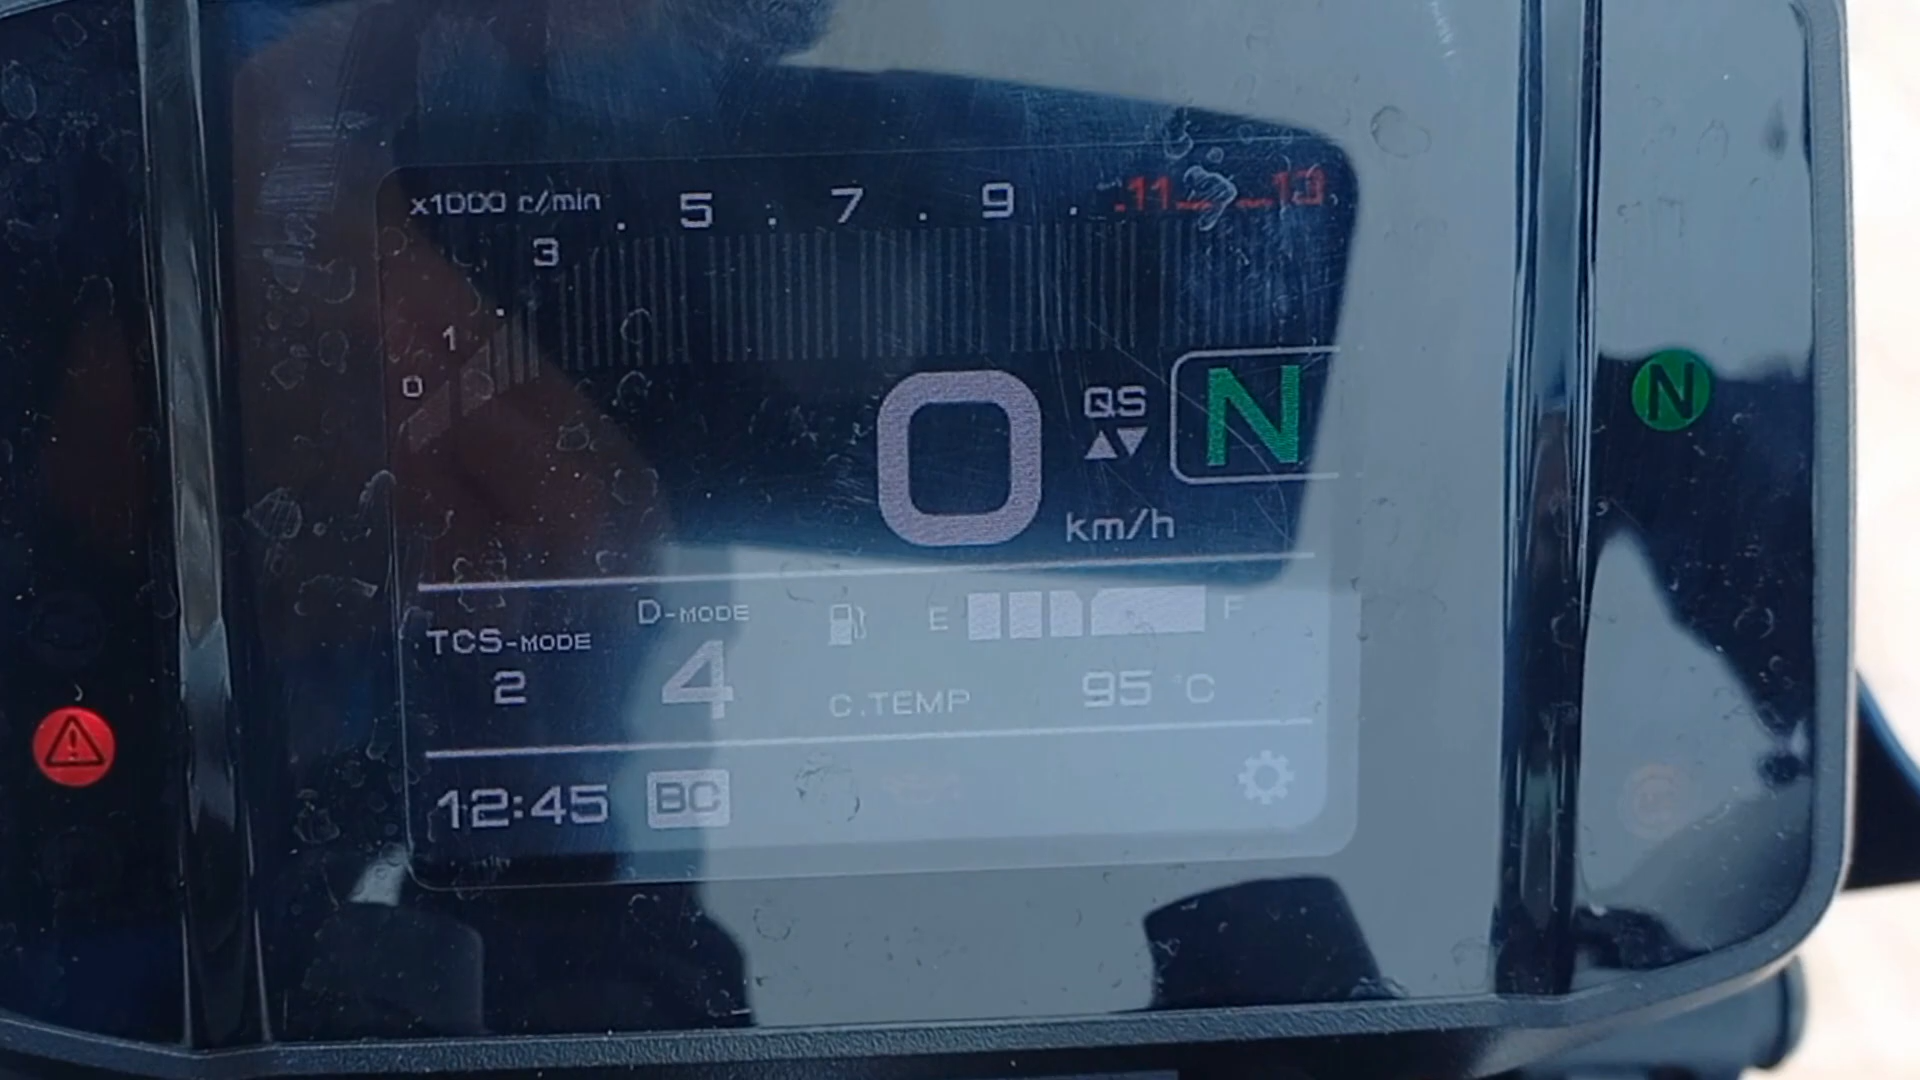 x1000 r/min
0 1 3 5 7 9 11 13
0 km/h
QS ▲▼
N
N
TCS-MODE
2
D-MODE
4
E F
C.TEMP 95 °C
12:45 BC